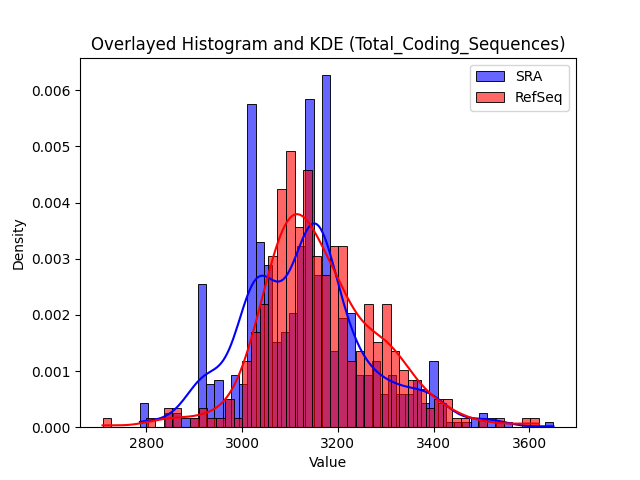 Overlayed Histogram and KDE (Total_Coding_Sequences)
SRA
RefSeq
0.006
0.005
0.004
0.003
0.002
0.001
0.000
Density
2800 3000 3200 3400 3600
Value